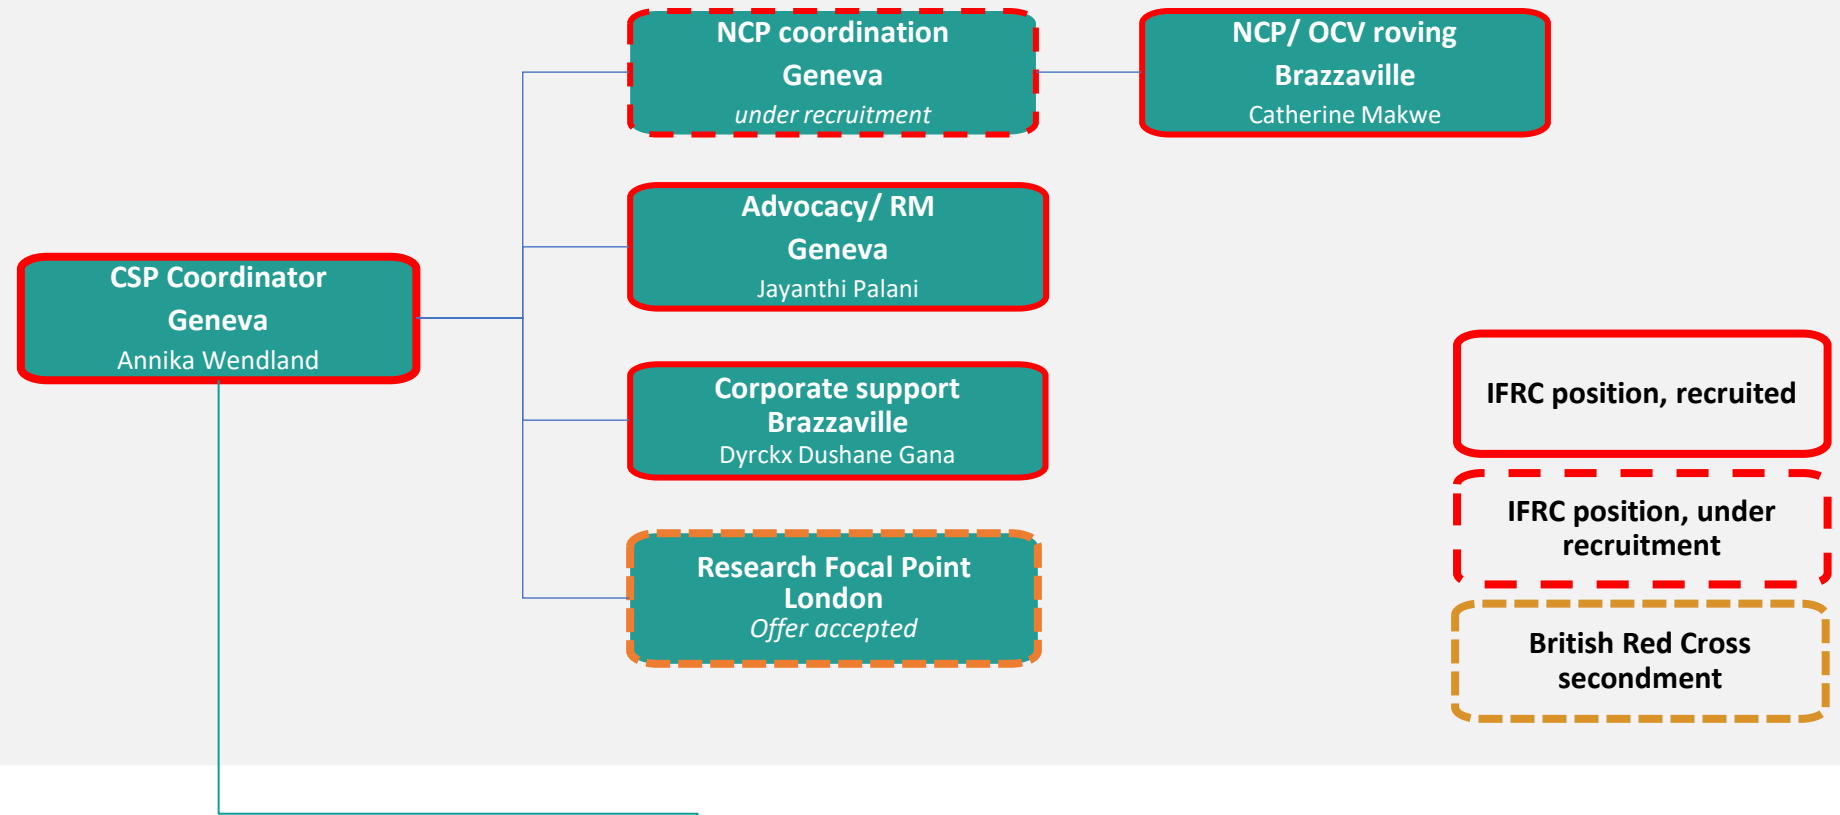 NCP coordination
Geneva
under recruitment
NCP/ OCV roving
Brazzaville
Catherine Makwe
Advocacy/ RM
Geneva
Jayanthi Palani
CSP Coordinator
Geneva
Annika Wendland
Corporate support
Brazzaville
Dyrckx Dushane Gana
Research Focal Point
London
Offer accepted
IFRC position, recruited
IFRC position, under
recruitment
British Red Cross
secondment